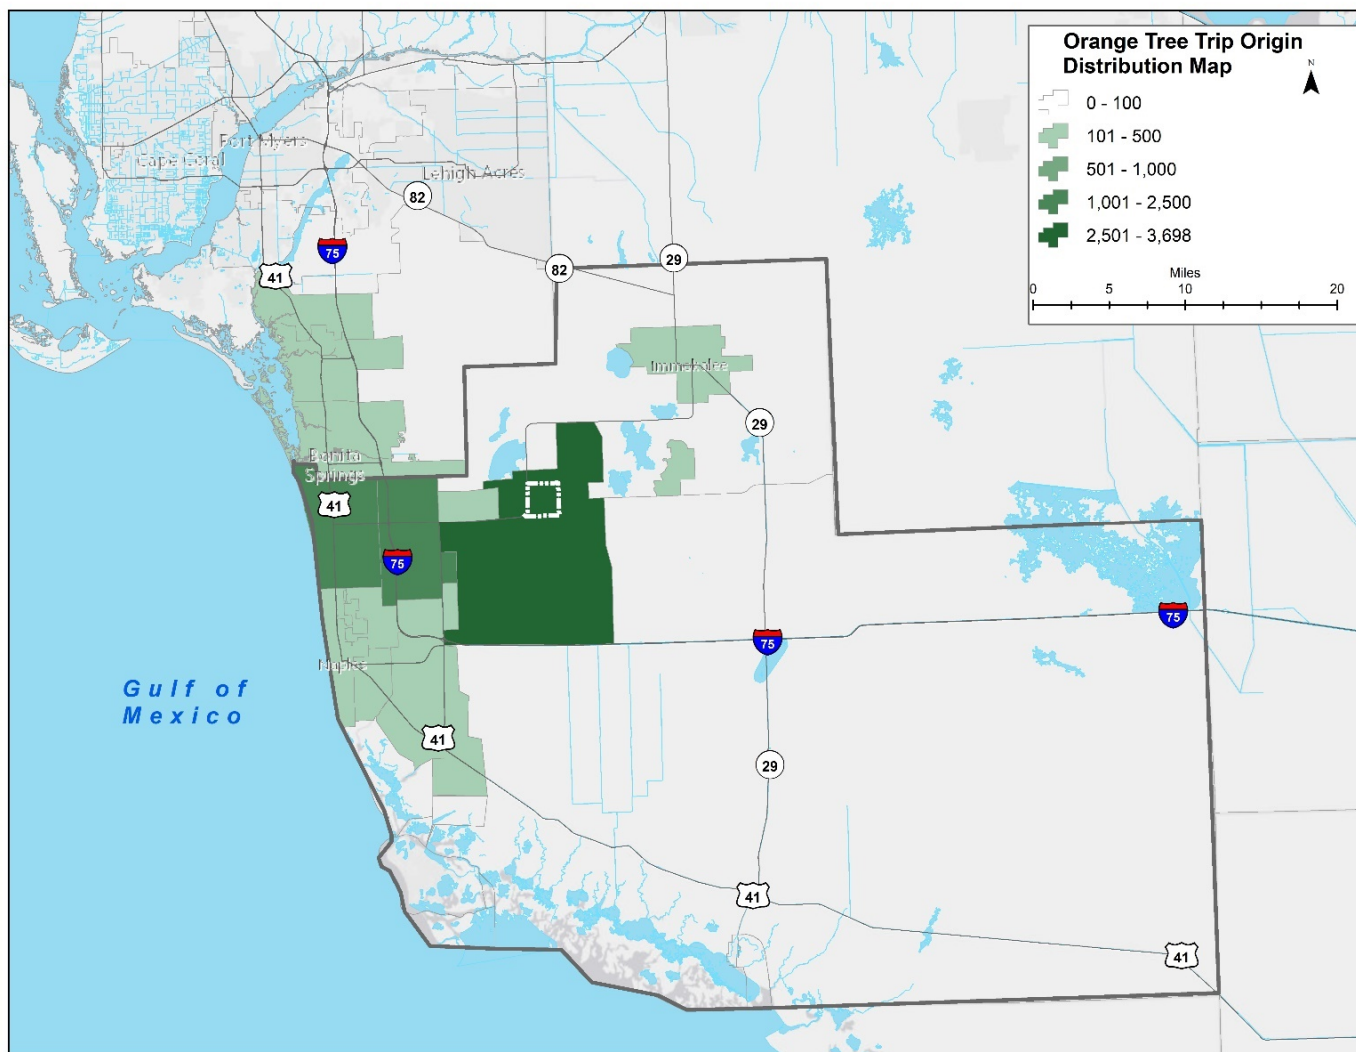 Orange Tree Trip Origin
Distribution Map
N
0 - 100
101 - 500
501 - 1,000
1,001 - 2,500
2,501 - 3,698
Miles
0 5 10 20
Fort Myers
Cape Coral
Lehigh Acres
82
75
41
82
29
Immokalee
29
Bonita
Springs
41
75
75
75
Naples
Gulf of
Mexico
41
29
41
41